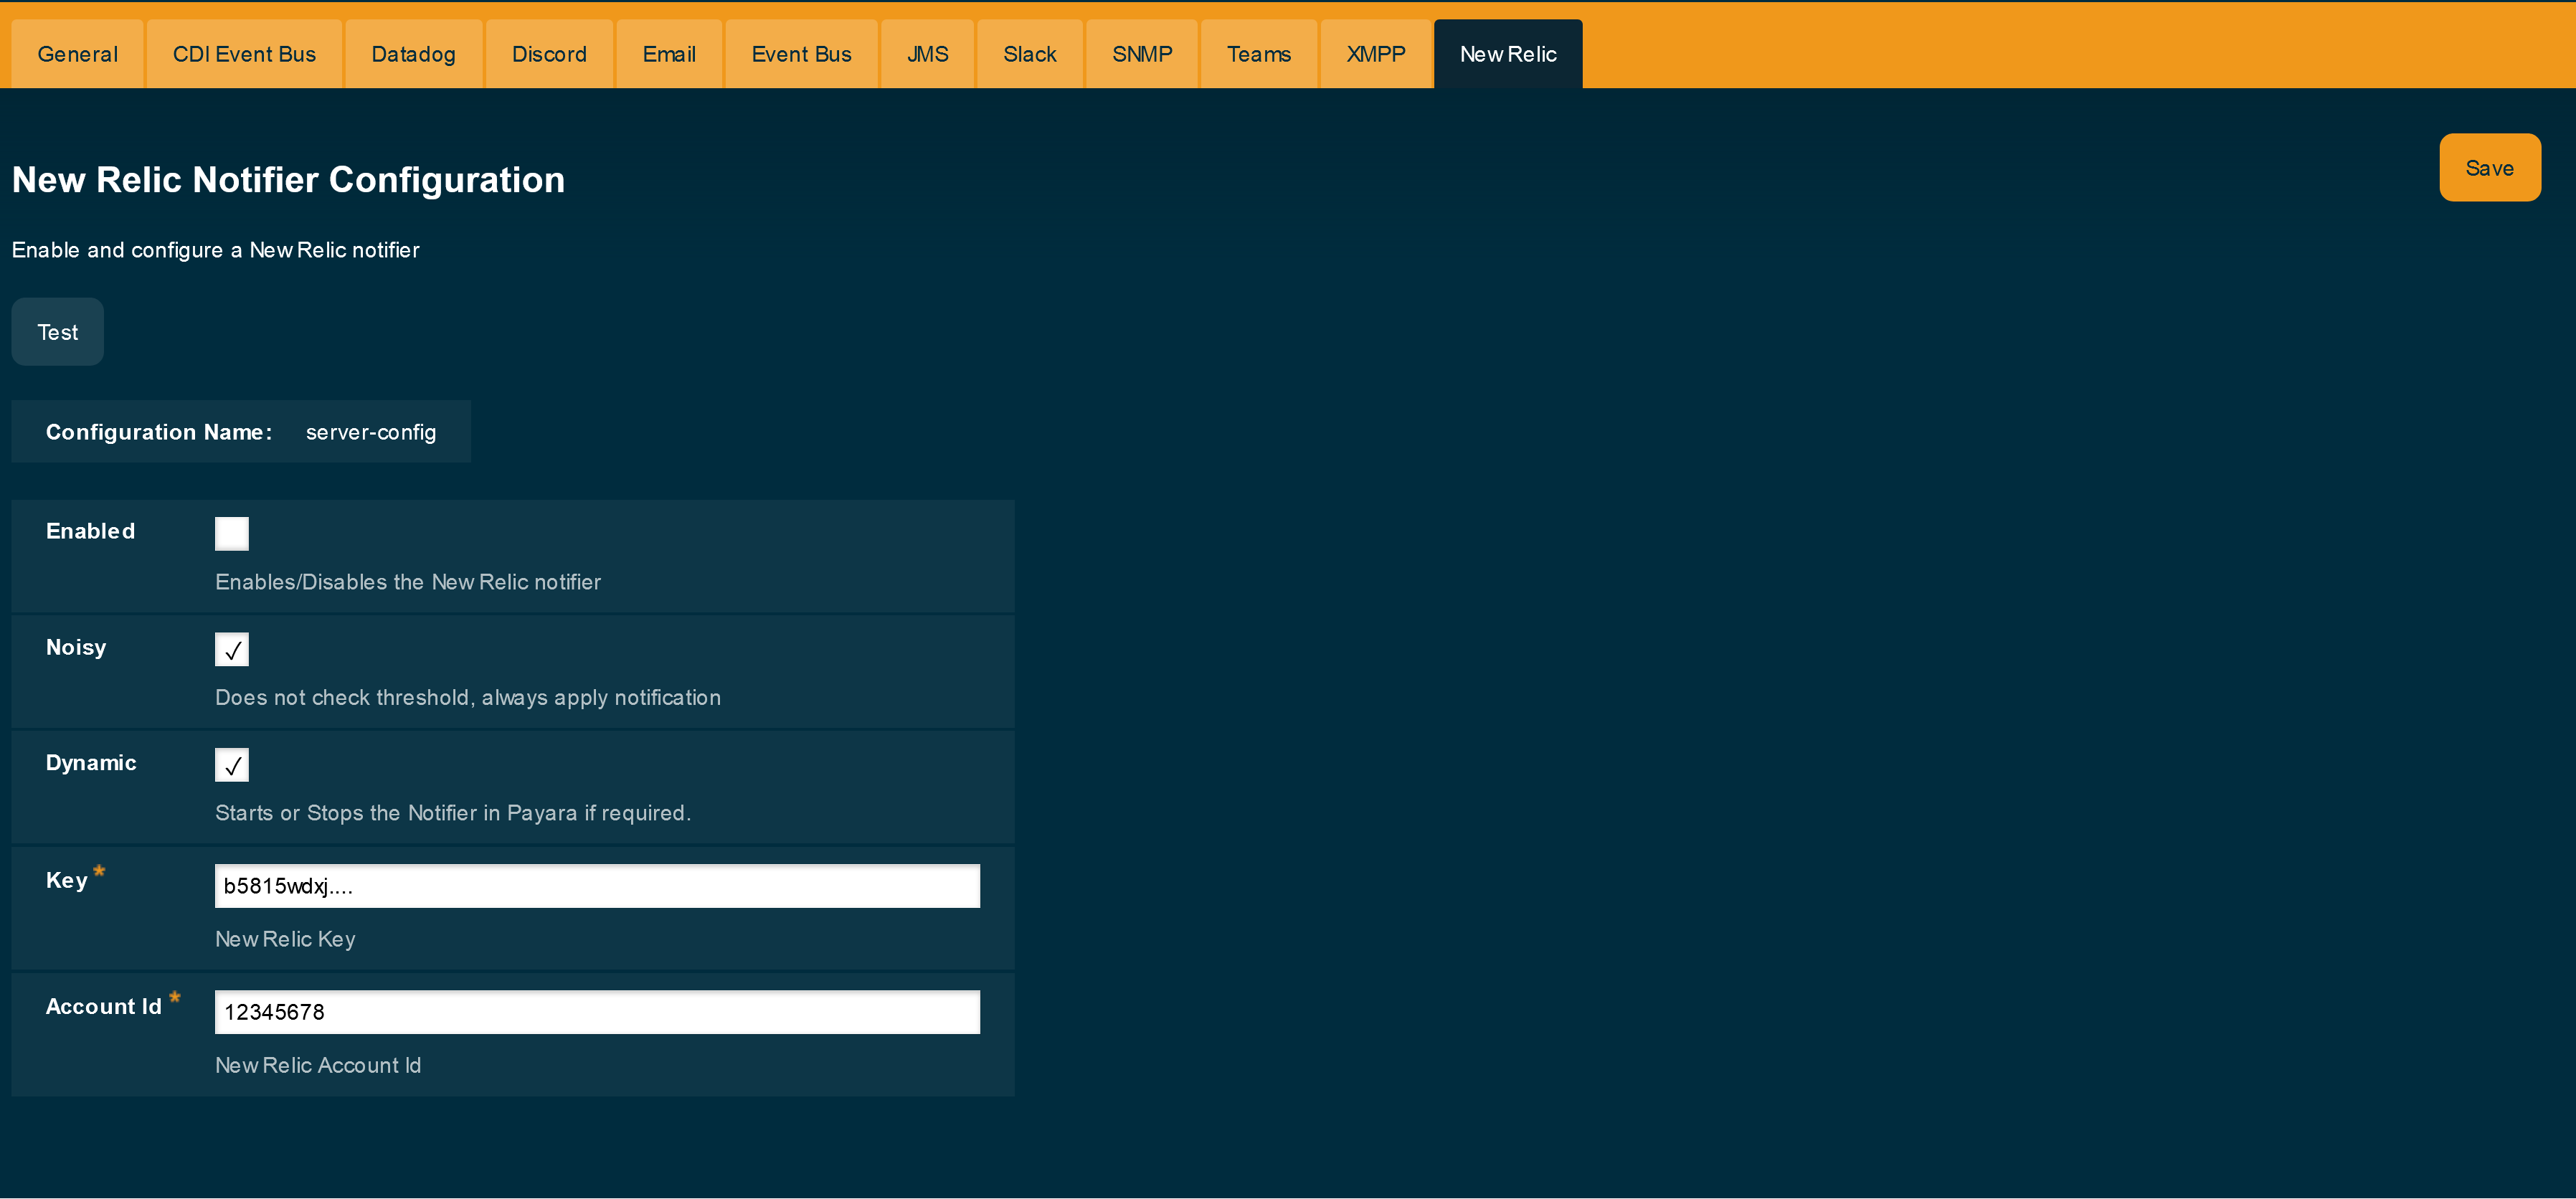 General CDI Event Bus Datadog Discord Email Event Bus JMS Slack SNMP Teams XMPP New Relic
Save
New Relic Notifier Configuration
Enable and configure a New Relic notifier
Test
Configuration Name: server-config
Enabled
Enables/Disables the New Relic notifier
Noisy ✓
Does not check threshold, always apply notification
Dynamic ✓
Starts or Stops the Notifier in Payara if required.
Key * b5815wdxj....
New Relic Key
Account Id * 12345678
New Relic Account Id